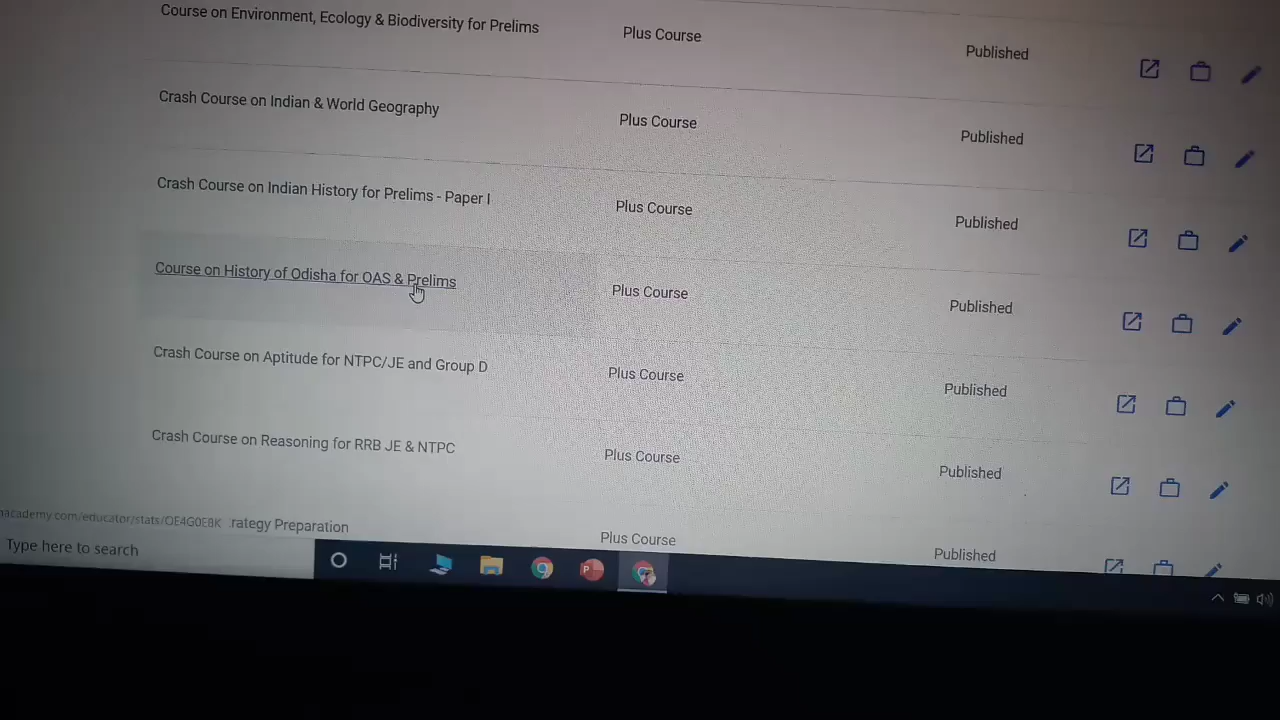 Course on Environment, Ecology & Biodiversity for Prelims Plus Course Published
Crash Course on Indian & World Geography Plus Course Published
Crash Course on Indian History for Prelims - Paper I Plus Course Published
Course on History of Odisha for OAS & Prelims Plus Course Published
Crash Course on Aptitude for NTPC/JE and Group D Plus Course Published
Crash Course on Reasoning for RRB JE & NTPC Plus Course Published
academy.com/educator/stats/OE4G0E8K :rategy Preparation Plus Course Published
Type here to search